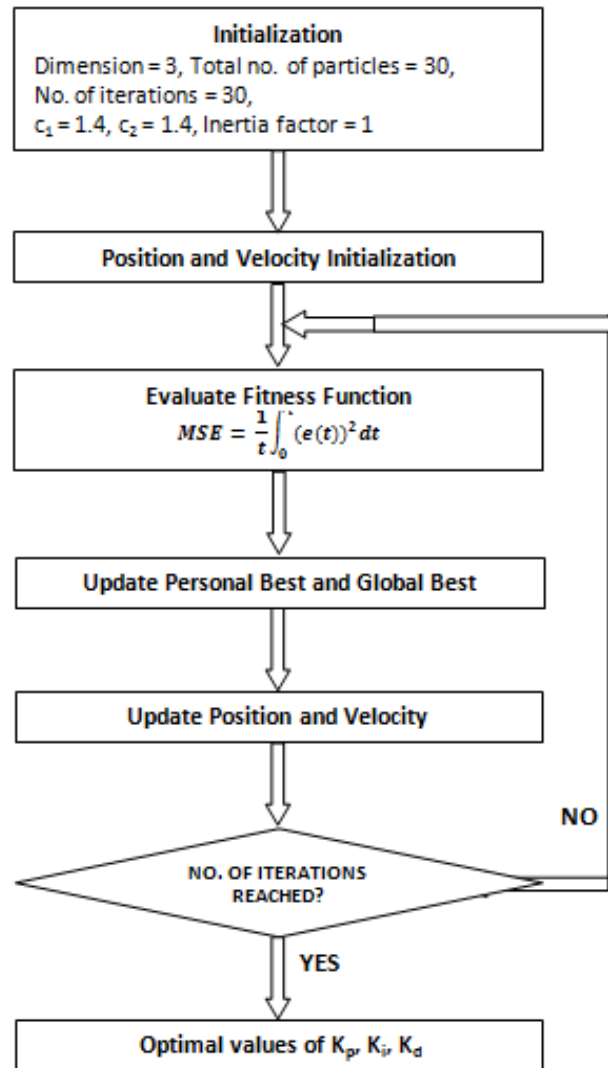 Initialization
Dimension = 3, Total no. of particles = 30,
No. of iterations = 30,
c₁ = 1.4, c₂ = 1.4, Inertia factor = 1
Position and Velocity Initialization
Evaluate Fitness Function
MSE = 1/t ∫₀ (e(t))² dt
Update Personal Best and Global Best
Update Position and Velocity
NO
NO. OF ITERATIONS
REACHED?
YES
Optimal values of Kₚ, Kᵢ, K_d